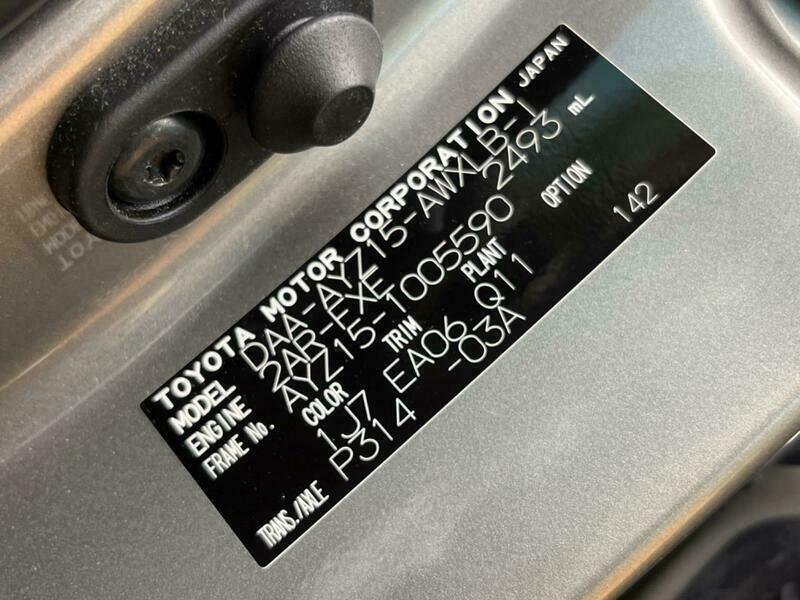 TOYOTA MOTOR CORPORATION JAPAN
MODEL DAA-AYZ15-AWXLB-L
ENGINE 2AR-FXE 2493 mL
FRAME No. AYZ15-1005590
COLOR TRIM PLANT OPTION
1J7 EA06 Q11 142
TRANS./AXLE P314 -03A